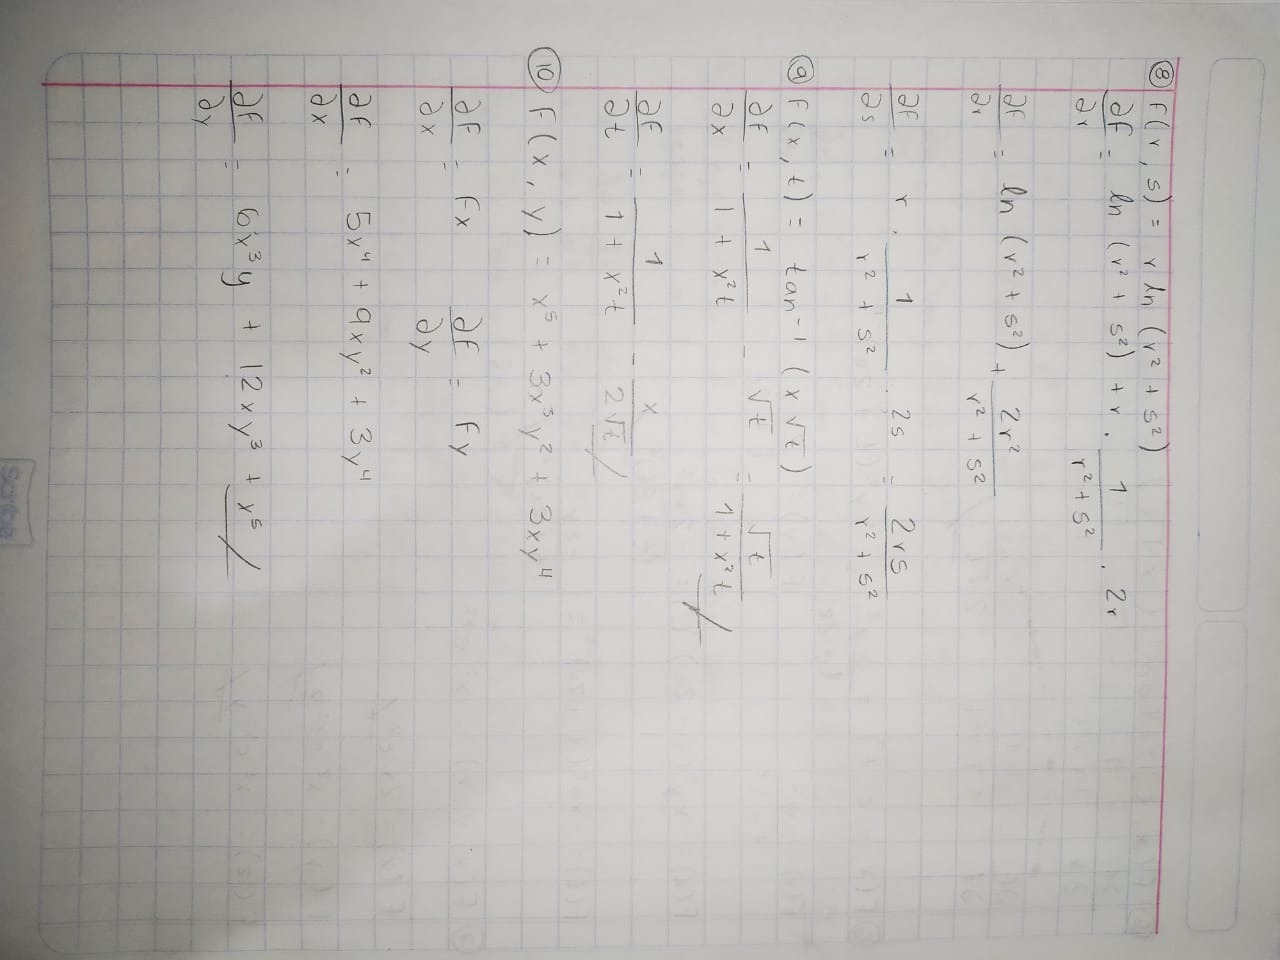 ⑧ F(r,s) = r ln (r² + s²)
∂F/∂r = ln (r² + s²) + r · 1/(r² + s²) · 2r
∂F/∂r = ln (r² + s²) + 2r²/(r² + s²)
∂F/∂s = r · 1/(r² + s²) · 2s = 2rs/(r² + s²)
⑨ F(x,t) = tan⁻¹ (x√t)
∂F/∂x = 1/(1 + x²t) - √t = √t/(1 + x²t)
∂F/∂t = 1/(1 + x²t) - x/(2√t)
⑩ F(x,y) = x⁵ + 3x³y² + 3xy⁴
∂F/∂x = Fx ∂F/∂y = Fy
∂F/∂x = 5x⁴ + 9xy² + 3y⁴
∂F/∂y = 6x³y + 12xy³ + x⁵
Scribe